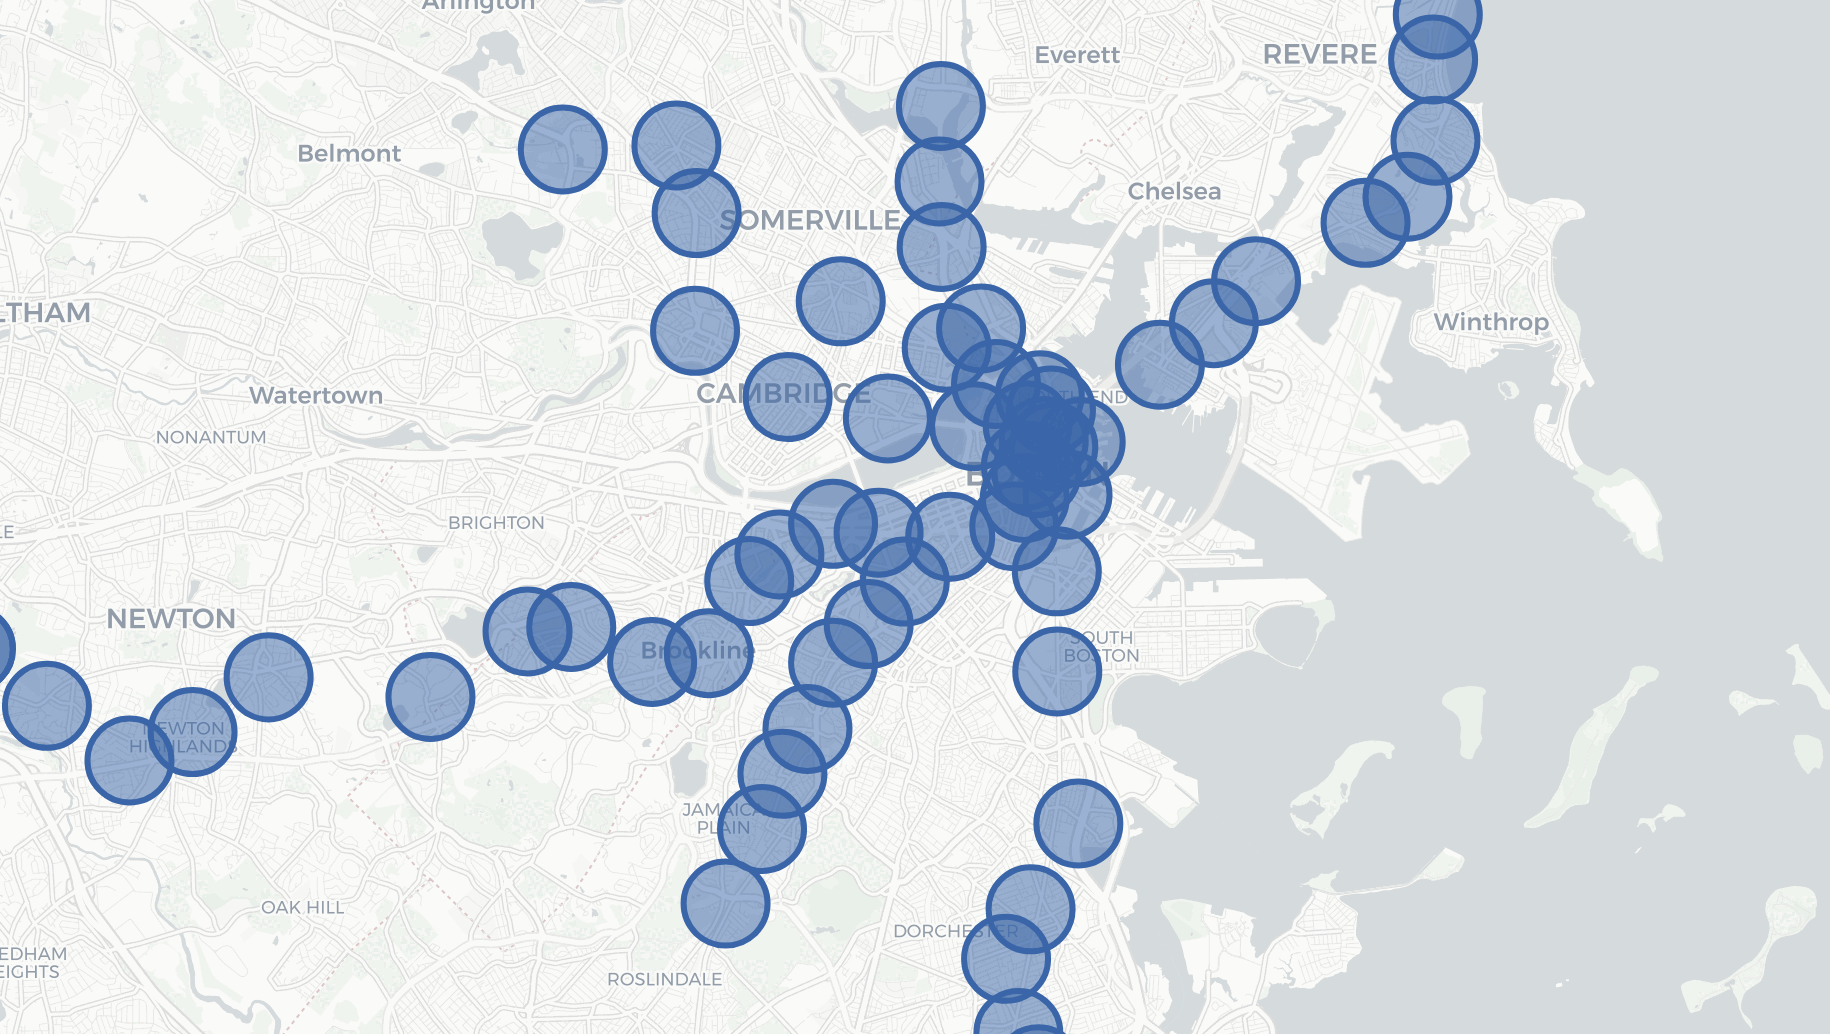 Arlington
Everett
REVERE
Belmont
Chelsea
SOMERVILLE
LTHAM
Winthrop
CAMBRIDGE
Watertown
END
NONANTUM
BRIGHTON
LE
NEWTON
SOUTH
BOSTON
Brookline
NEWTON
HIGHLANDS
JAMAICA
PLAIN
OAK HILL
DORCHESTER
EDHAM
EIGHTS
ROSLINDALE